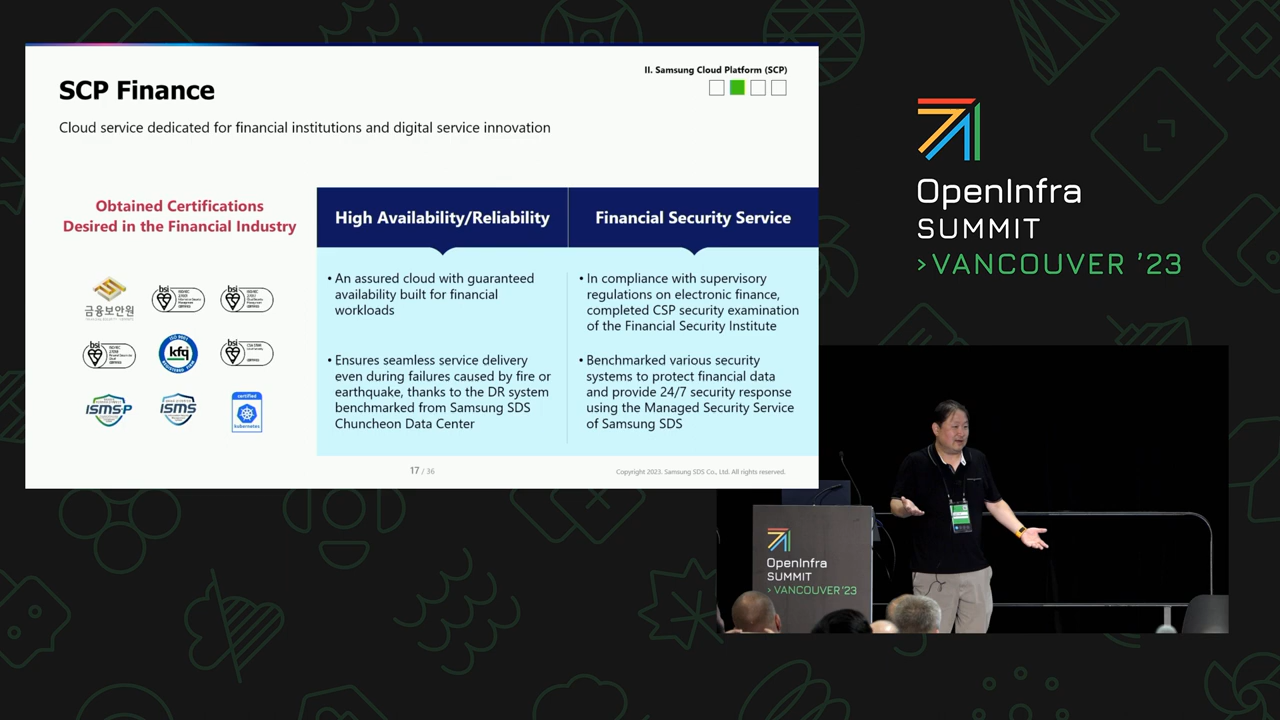 II. Samsung Cloud Platform (SCP)
SCP Finance
Cloud service dedicated for financial institutions and digital service innovation
Obtained Certifications
Desired in the Financial Industry
금융보안원
bsi
bsi
bsi
ISO 9001
kfq
bsi
ISMS-P
ISMS
certified
kubernetes
High Availability/Reliability
• An assured cloud with guaranteed
availability built for financial
workloads
• Ensures seamless service delivery
even during failures caused by fire or
earthquake, thanks to the DR system
benchmarked from Samsung SDS
Chuncheon Data Center
Financial Security Service
• In compliance with supervisory
regulations on electronic finance,
completed CSP security examination
of the Financial Security Institute
• Benchmarked various security
systems to protect financial data
and provide 24/7 security response
using the Managed Security Service
of Samsung SDS
17 / 36
Copyright 2023. Samsung SDS Co., Ltd. All rights reserved.
OpenInfra
SUMMIT
>VANCOUVER '23
OpenInfra
SUMMIT
> VANCOUVER '23